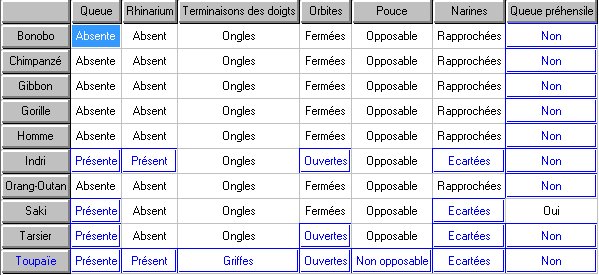 Queue Rhinarium Terminaisons des doigts Orbites Pouce Narines Queue préhensile
Bonobo Absente Absent Ongles Fermées Opposable Rapprochées Non
Chimpanzé Absente Absent Ongles Fermées Opposable Rapprochées Non
Gibbon Absente Absent Ongles Fermées Opposable Rapprochées Non
Gorille Absente Absent Ongles Fermées Opposable Rapprochées Non
Homme Absente Absent Ongles Fermées Opposable Rapprochées Non
Indri Présente Présent Ongles Ouvertes Opposable Ecartées Non
Orang-Outan Absente Absent Ongles Fermées Opposable Rapprochées Non
Saki Présente Absent Ongles Fermées Opposable Ecartées Oui
Tarsier Présente Absent Ongles Ouvertes Opposable Ecartées Non
Toupaïe Présente Présent Griffes Ouvertes Non opposable Ecartées Non